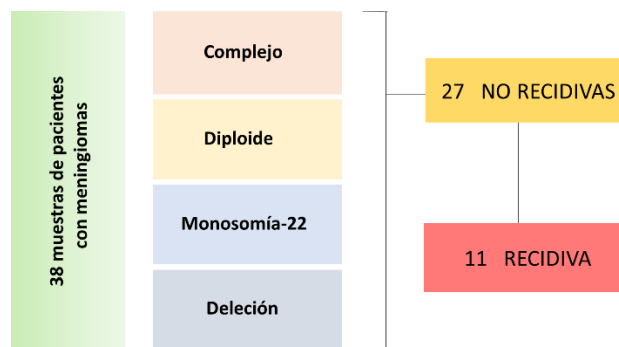 38 muestras de pacientes
con meningiomas
Complejo
Diploide
Monosomía-22
Deleción
27 NO RECIDIVAS
11 RECIDIVA